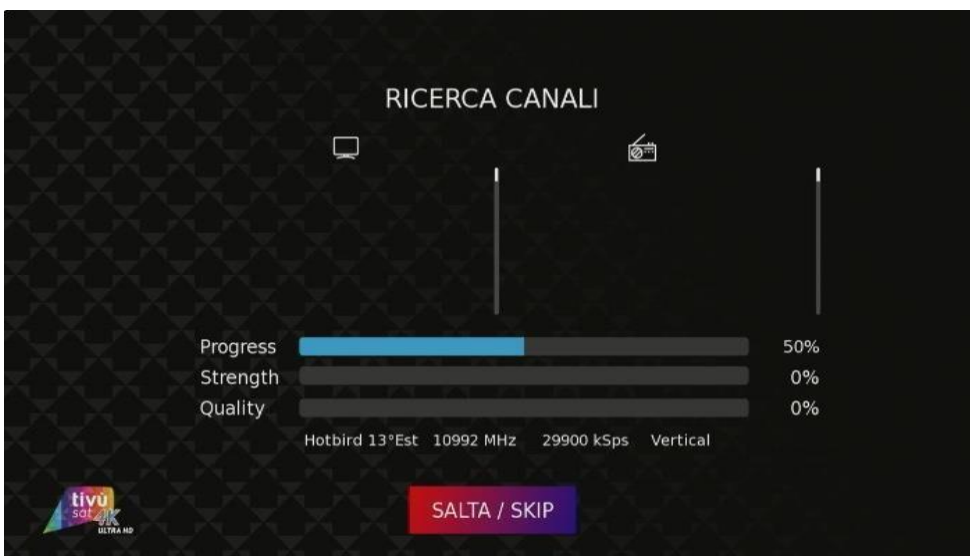 RICERCA CANALI
Progress 50%
Strength 0%
Quality 0%
Hotbird 13°Est 10992 MHz 29900 kSps Vertical
tivù
sat 4K
ULTRA HD
SALTA / SKIP